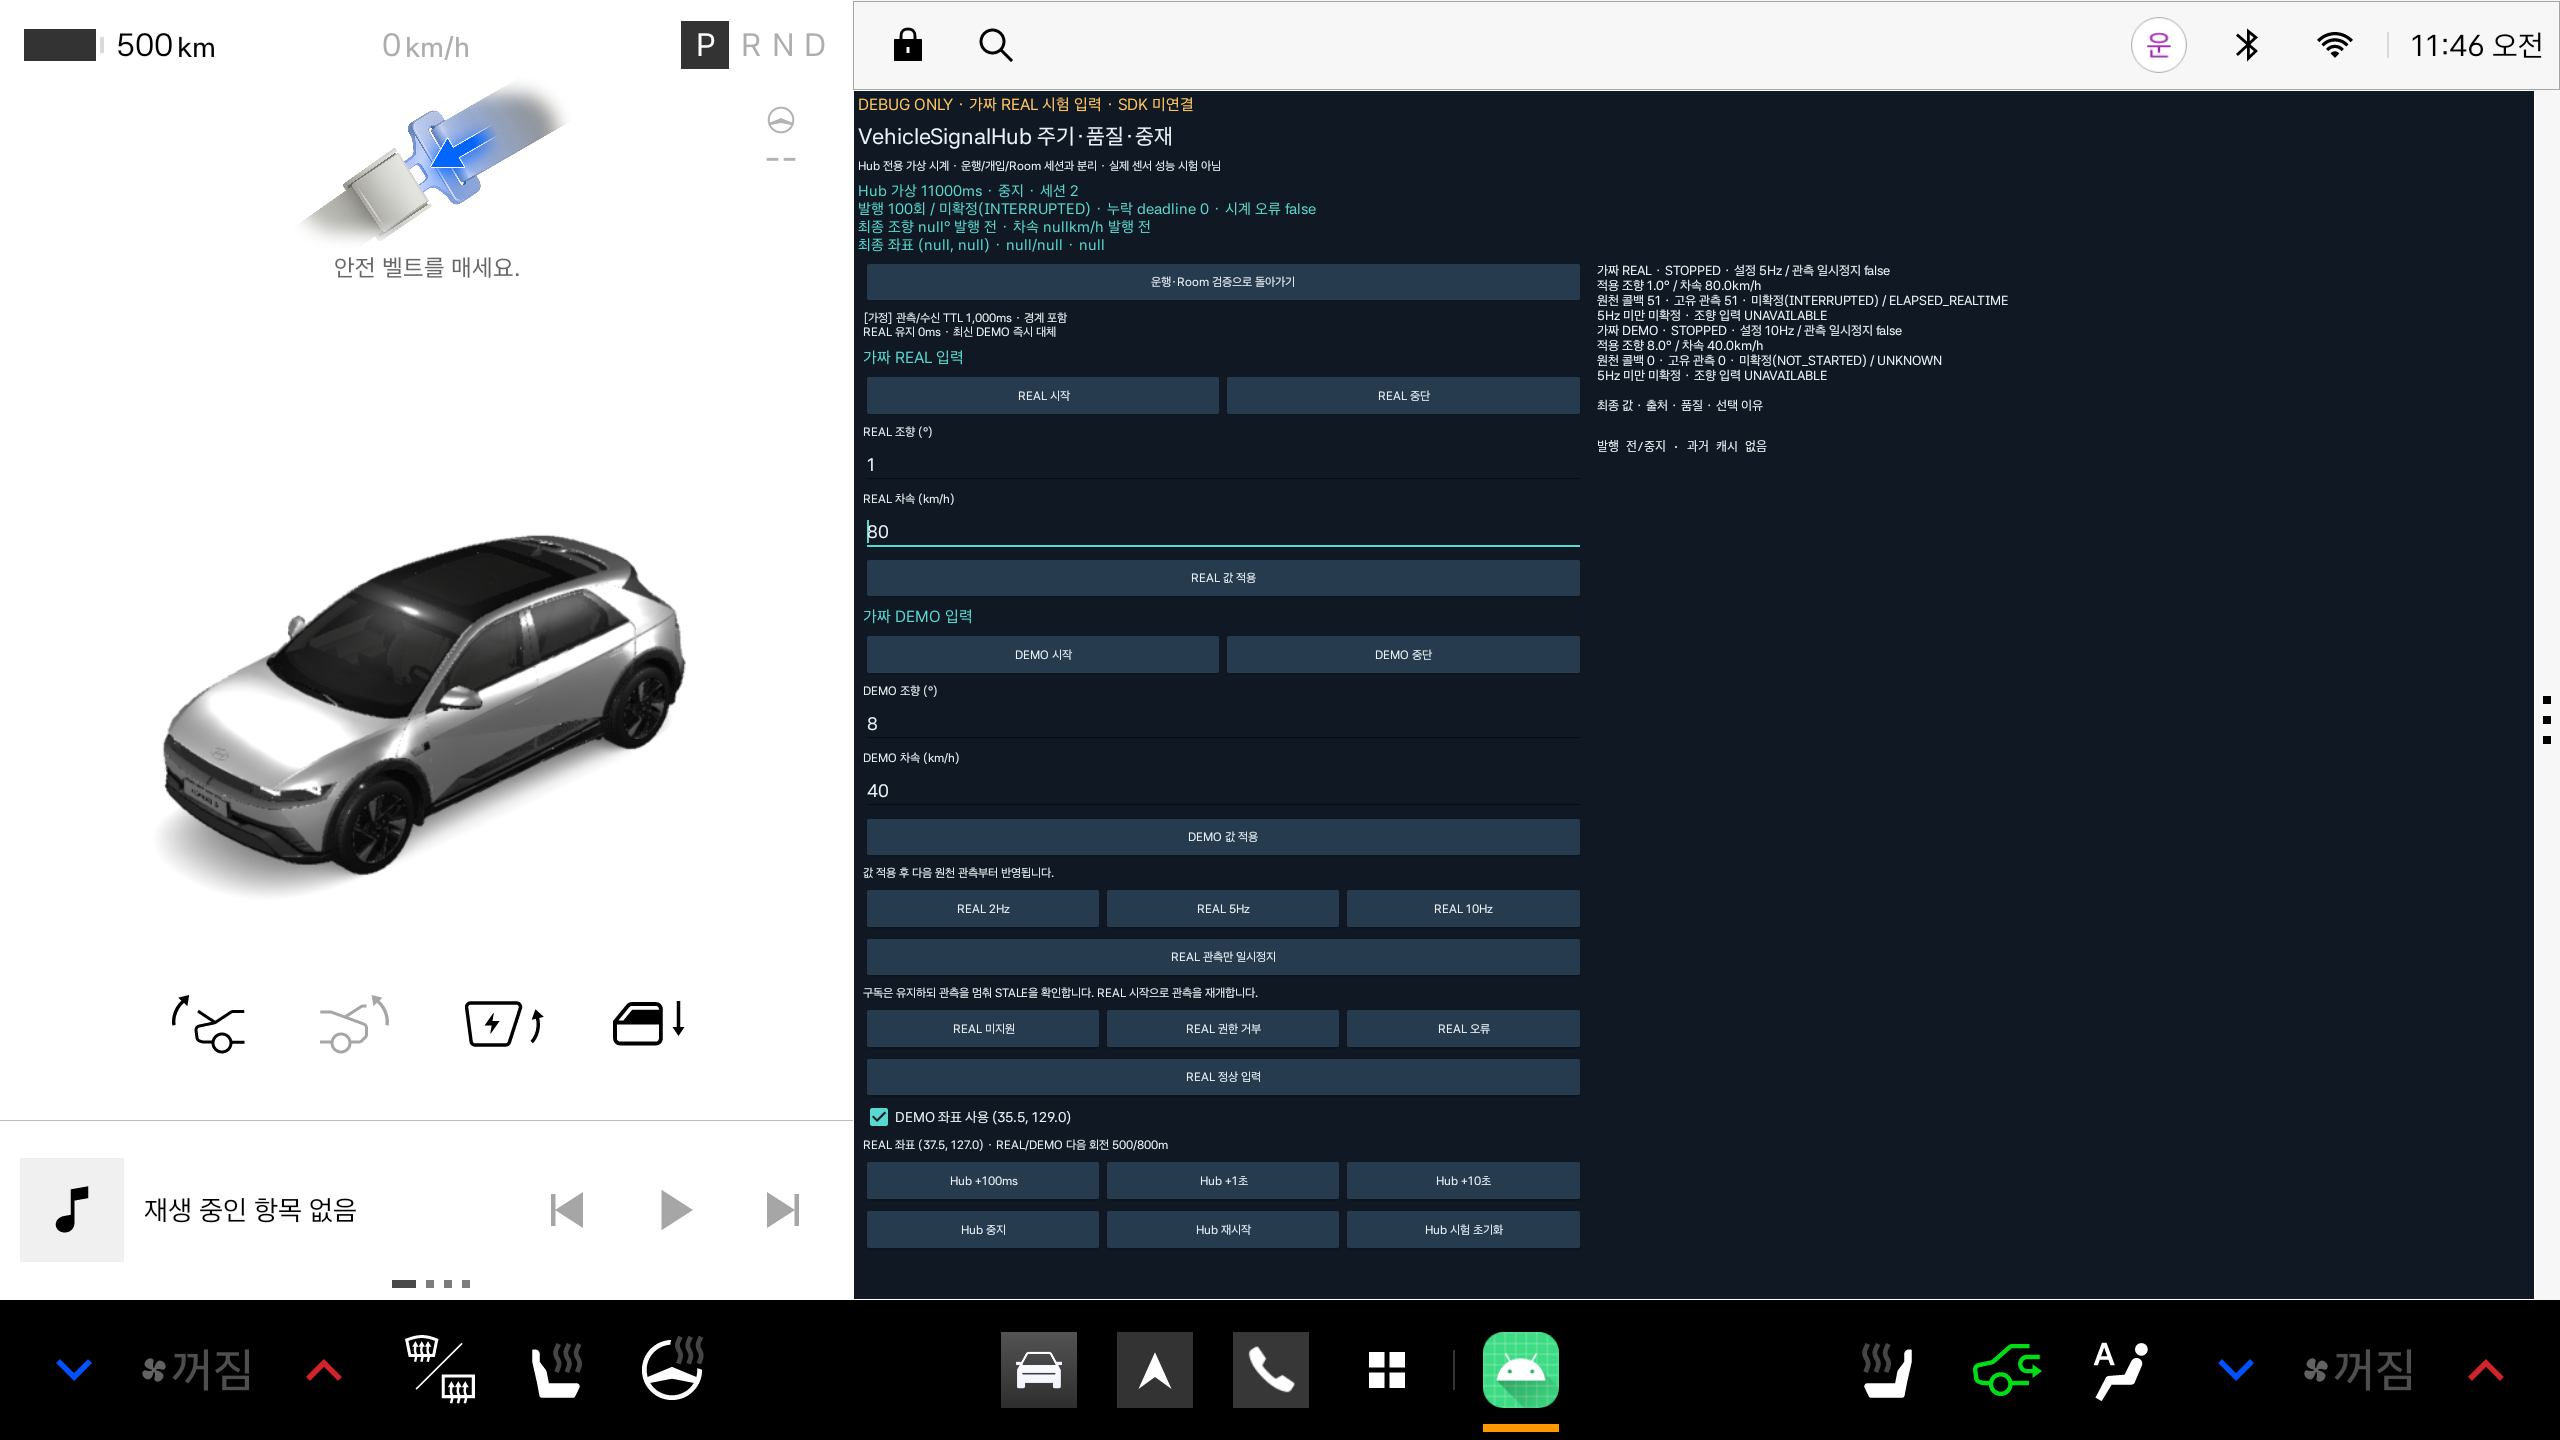 500 km
0 km/h
P R N D
운
11:46 오전
안전 벨트를 매세요.
재생 중인 항목 없음
DEBUG ONLY · 가짜 REAL 시험 입력 · SDK 미연결
VehicleSignalHub 주기·품질·중재
Hub 전용 가상 시계 · 운행/개입/Room 세션과 분리 · 실제 센서 성능 시험 아님
Hub 가상 11000ms · 중지 · 세션 2
발행 100회 / 미확정(INTERRUPTED) · 누락 deadline 0 · 시계 오류 false
최종 조향 null° 발행 전 · 차속 nullkm/h 발행 전
최종 좌표 (null, null) · null/null · null
운행·Room 검증으로 돌아가기
[가정] 관측/수신 TTL 1,000ms · 경계 포함
REAL 유지 0ms · 최신 DEMO 즉시 대체
가짜 REAL 입력
REAL 시작
REAL 중단
REAL 조향 (°)
1
REAL 차속 (km/h)
80
REAL 값 적용
가짜 DEMO 입력
DEMO 시작
DEMO 중단
DEMO 조향 (°)
8
DEMO 차속 (km/h)
40
DEMO 값 적용
값 적용 후 다음 원천 관측부터 반영됩니다.
REAL 2Hz
REAL 5Hz
REAL 10Hz
REAL 관측만 일시정지
구독은 유지하되 관측을 멈춰 STALE을 확인합니다. REAL 시작으로 관측을 재개합니다.
REAL 미지원
REAL 권한 거부
REAL 오류
REAL 정상 입력
DEMO 좌표 사용 (35.5, 129.0)
REAL 좌표 (37.5, 127.0) · REAL/DEMO 다음 회전 500/800m
Hub +100ms
Hub +1초
Hub +10초
Hub 중지
Hub 재시작
Hub 시험 초기화
가짜 REAL · STOPPED · 설정 5Hz / 관측 일시정지 false
적용 조향 1.0° / 차속 80.0km/h
원천 콜백 51 · 고유 관측 51 · 미확정(INTERRUPTED) / ELAPSED_REALTIME
5Hz 미만 미확정 · 조향 입력 UNAVAILABLE
가짜 DEMO · STOPPED · 설정 10Hz / 관측 일시정지 false
적용 조향 8.0° / 차속 40.0km/h
원천 콜백 0 · 고유 관측 0 · 미확정(NOT_STARTED) / UNKNOWN
5Hz 미만 미확정 · 조향 입력 UNAVAILABLE
최종 값 · 출처 · 품질 · 선택 이유
발행 전/중지 · 과거 캐시 없음
꺼짐
A
꺼짐